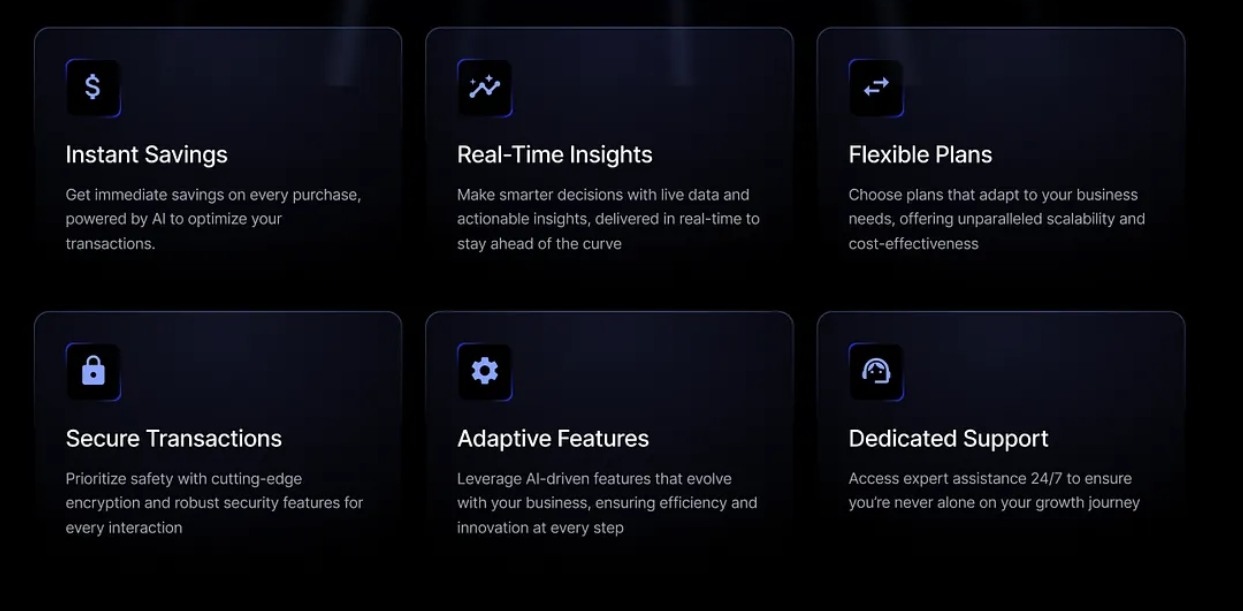 Instant Savings
Get immediate savings on every purchase,
powered by AI to optimize your
transactions.
Real-Time Insights
Make smarter decisions with live data and
actionable insights, delivered in real-time to
stay ahead of the curve
Flexible Plans
Choose plans that adapt to your business
needs, offering unparalleled scalability and
cost-effectiveness
Secure Transactions
Prioritize safety with cutting-edge
encryption and robust security features for
every interaction
Adaptive Features
Leverage AI-driven features that evolve
with your business, ensuring efficiency and
innovation at every step
Dedicated Support
Access expert assistance 24/7 to ensure
you’re never alone on your growth journey